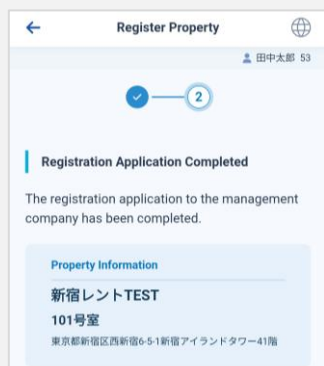 Register Property
田中太郎 53
2
Registration Application Completed
The registration application to the management
company has been completed.
Property Information
新宿レントTEST
101号室
東京都新宿区西新宿6-5-1新宿アイランドタワー41階